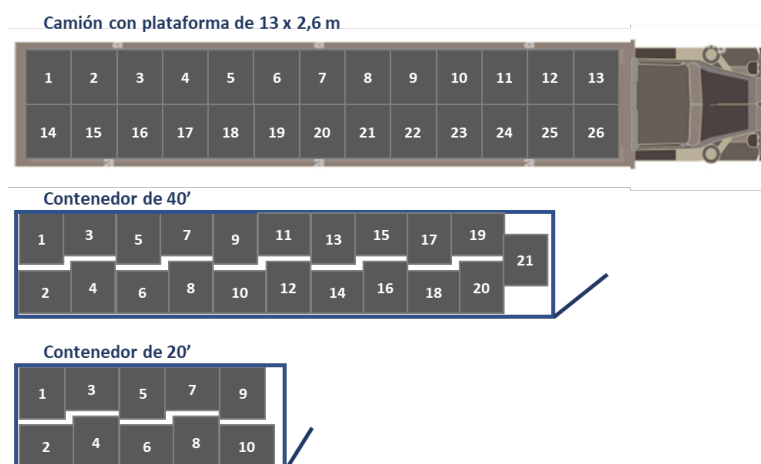 Camión con plataforma de 13 x 2,6 m
1 2 3 4 5 6 7 8 9 10 11 12 13
14 15 16 17 18 19 20 21 22 23 24 25 26
Contenedor de 40’
1 3 5 7 9 11 13 15 17 19
21
2 4 6 8 10 12 14 16 18 20
Contenedor de 20’
1 3 5 7 9
2 4 6 8 10